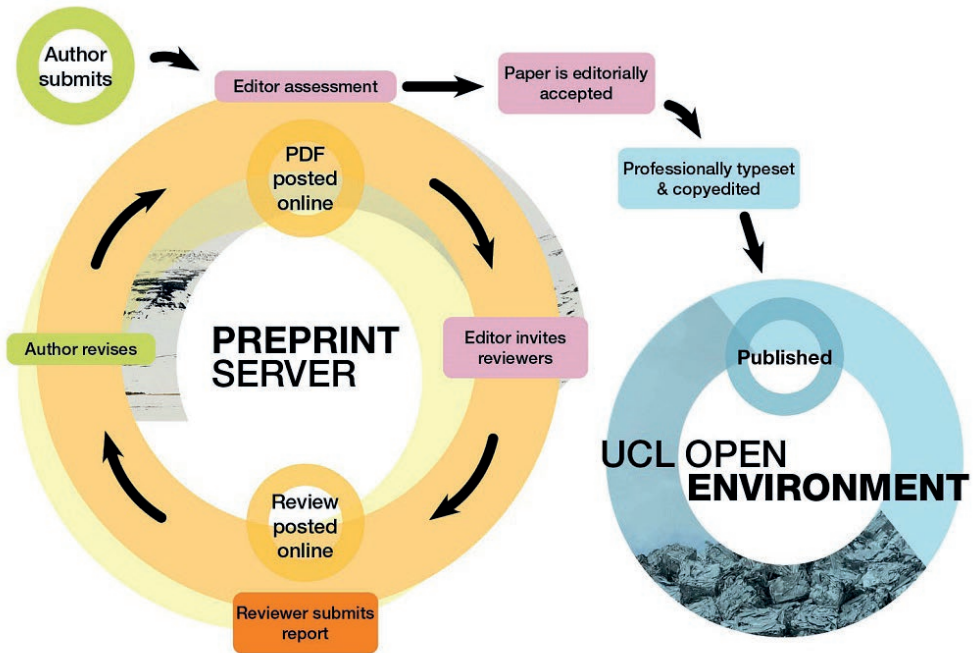 Author
submits
Editor assessment
Paper is editorially
accepted
PDF
posted
online
Professionally typeset
& copyedited
Author revises
PREPRINT
SERVER
Editor invites
reviewers
Published
UCL OPEN
ENVIRONMENT
Review
posted
online
Reviewer submits
report